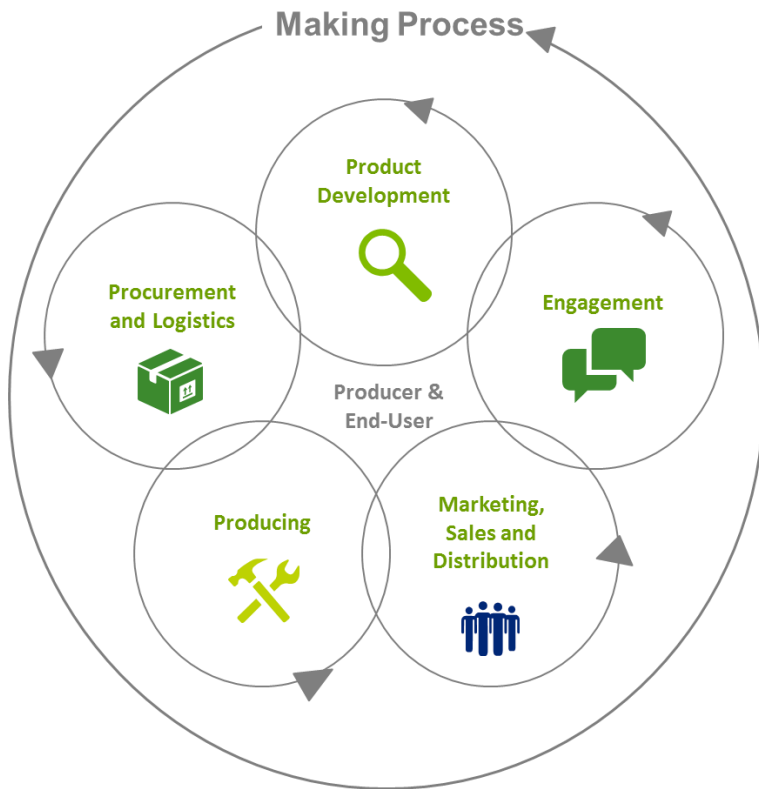 Making Process
Product
Development
Procurement
and Logistics
Engagement
Producer &
End-User
Producing
Marketing,
Sales and
Distribution